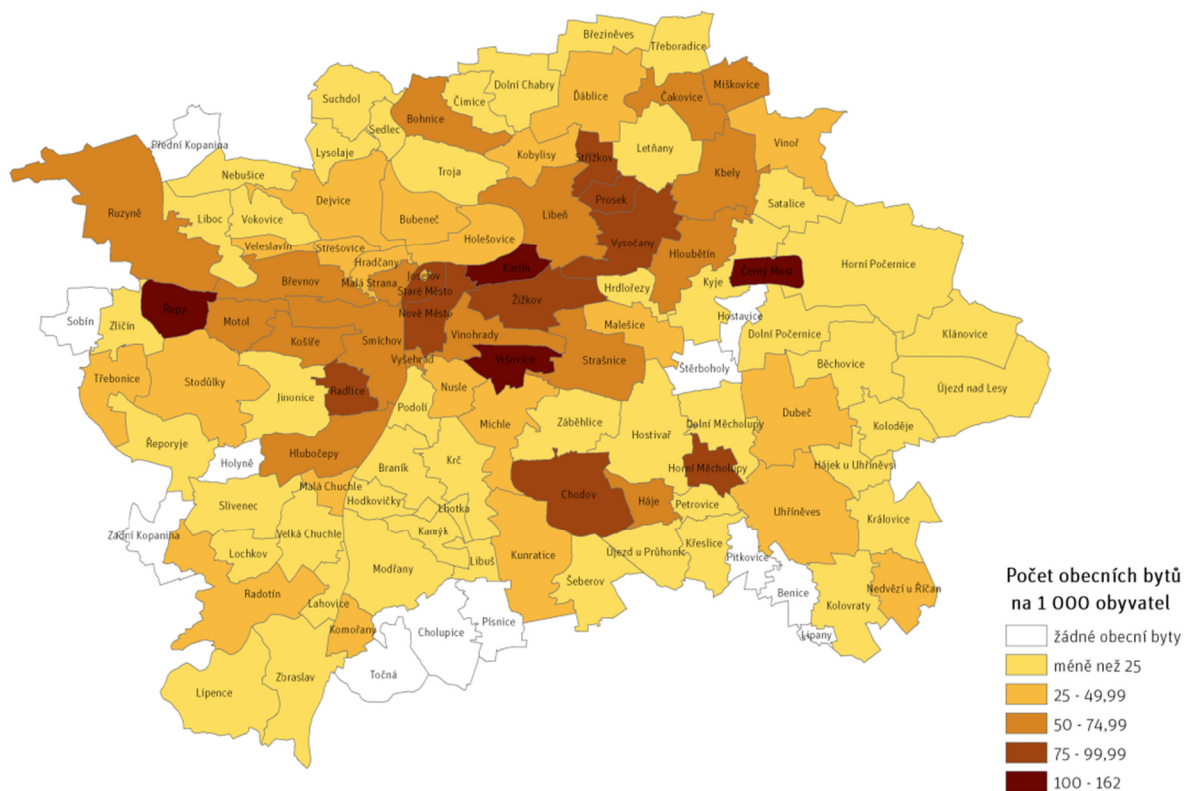 Březiněves
Třeboradice
Dolní Chabry
Miškovice
Suchdol
Čimice
Ďáblice
Čakovice
Bohnice
Sedlec
Přední Kopanina
Vinoř
Letňany
Lysolaje
Kobylisy
Střížkov
Troja
Kbely
Nebušice
Dejvice
Prosek
Satalice
Ruzyně
Liboc
Vokovice
Bubeneč
Libeň
Holešovice
Vysočany
Veleslavín
Střešovice
Hloubětín
Hradčany
Horní Počernice
Karlín
Josefov
Černý Most
Břevnov
Malá Strana
Staré Město
Hrdlořezy
Kyje
Řepy
Žižkov
Nové Město
Hostavice
Sobín
Zličín
Motol
Malešice
Košíře
Smíchov
Vinohrady
Dolní Počernice
Klánovice
Vyšehrad
Vršovice
Strašnice
Štěrboholy
Běchovice
Třebonice
Stodůlky
Radlice
Nusle
Újezd nad Lesy
Jinonice
Podolí
Dubeč
Michle
Záběhlice
Dolní Měcholupy
Koloděje
Řeporyje
Hostivař
Hlubočepy
Holyně
Krč
Braník
Horní Měcholupy
Hájek u Uhříněvsi
Malá Chuchle
Chodov
Háje
Hodkovičky
Petrovice
Slivenec
Lhotka
Uhříněves
Královice
Zadní Kopanina
Velká Chuchle
Kamýk
Křeslice
Lochkov
Kunratice
Újezd u Průhonic
Pitkovice
Libuš
Modřany
Šeberov
Nedvězí u Říčan
Radotín
Benice
Lahovice
Kolovraty
Písnice
Komořany
Cholupice
Lipany
Točná
Zbraslav
Lipence
Počet obecních bytů
na 1 000 obyvatel
žádné obecní byty
méně než 25
25 - 49,99
50 - 74,99
75 - 99,99
100 - 162